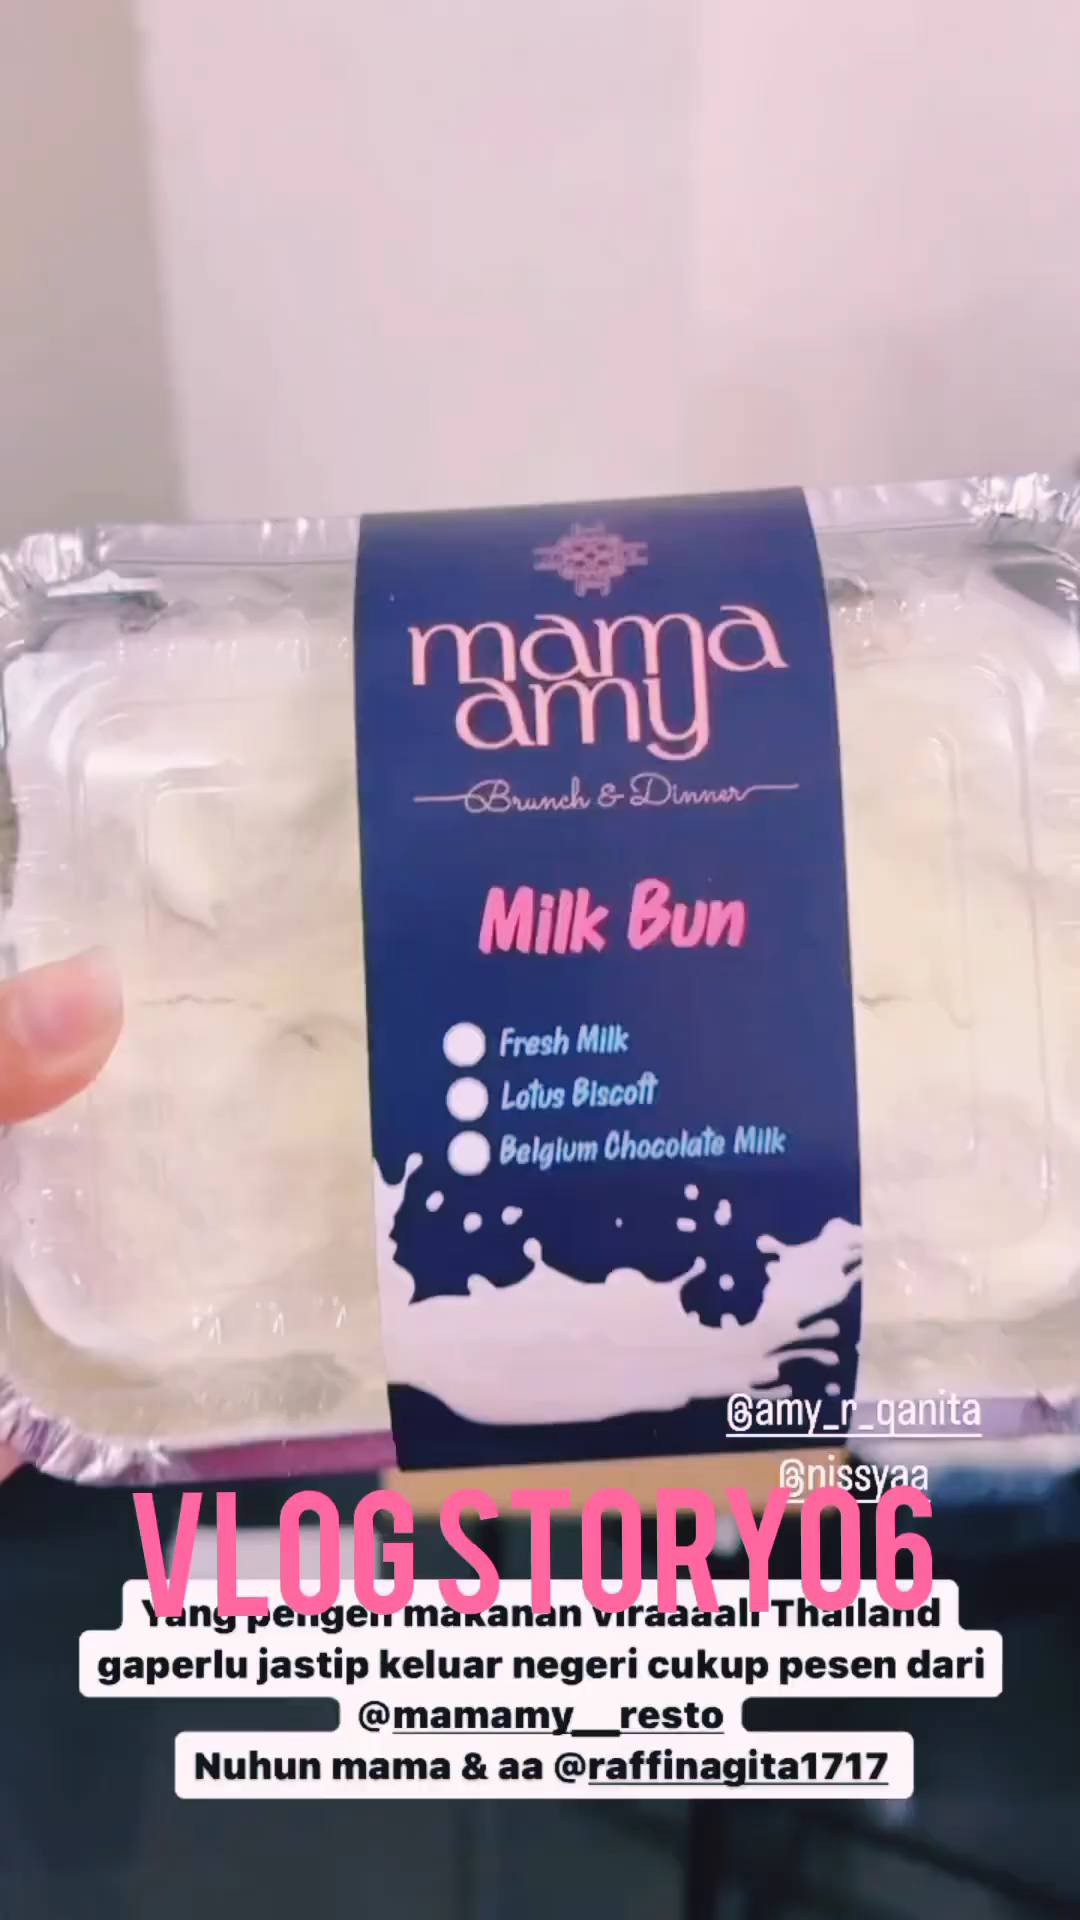 mama
amy
Brunch & Dinner
Milk Bun
Fresh Milk
Lotus Biscoff
Belgium Chocolate Milk
@amy_r_qanita
@nissyaa
VLOG STORY06
Yang pengen makanan viraaaali Thailand
gaperlu jastip keluar negeri cukup pesen dari
@mamamy__resto
Nuhun mama & aa @raffinagita1717